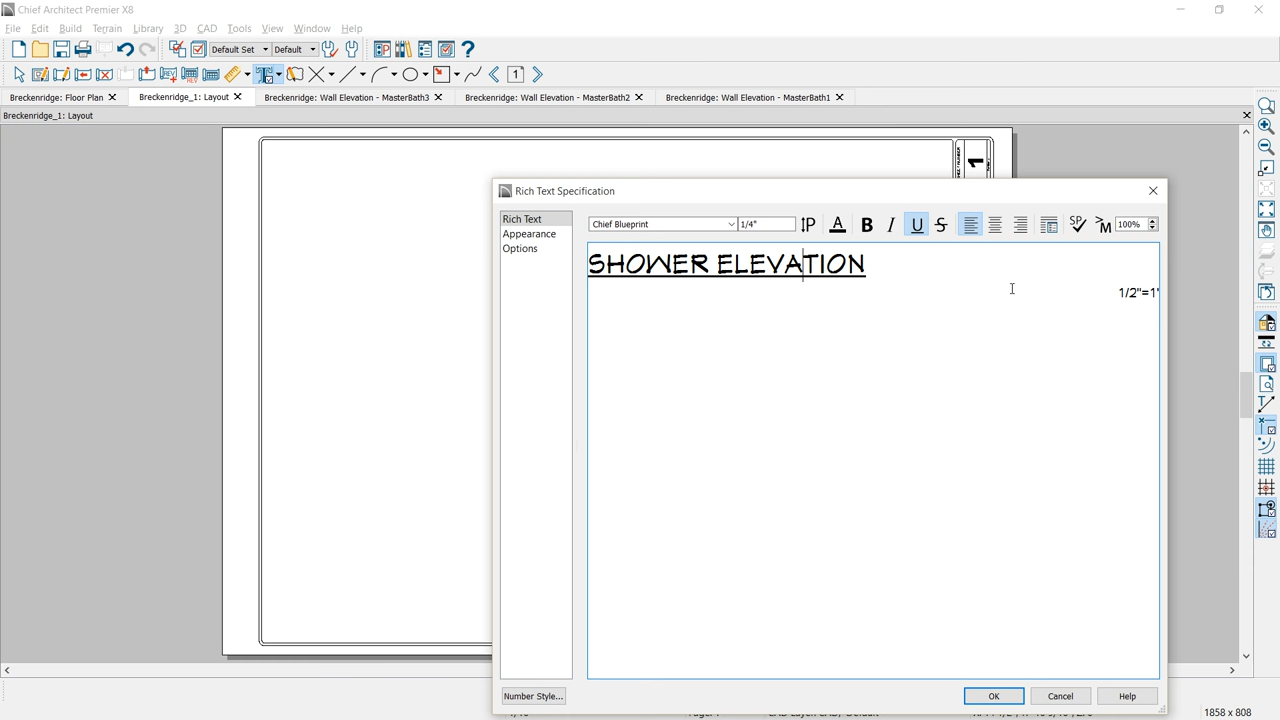 Chief Architect Premier X8
File Edit Build Terrain Library 3D CAD Tools View Window Help
Default Set Default
1
Breckenridge: Floor Plan Breckenridge_1: Layout Breckenridge: Wall Elevation - MasterBath3 Breckenridge: Wall Elevation - MasterBath2 Breckenridge: Wall Elevation - MasterBath1
Breckenridge_1: Layout
1
Rich Text Specification
Rich Text
Appearance
Options
Chief Blueprint 1/4" B I U S 100%
SHOWER ELEVATION
1/2"=1'
Number Style... OK Cancel Help
1858 x 808